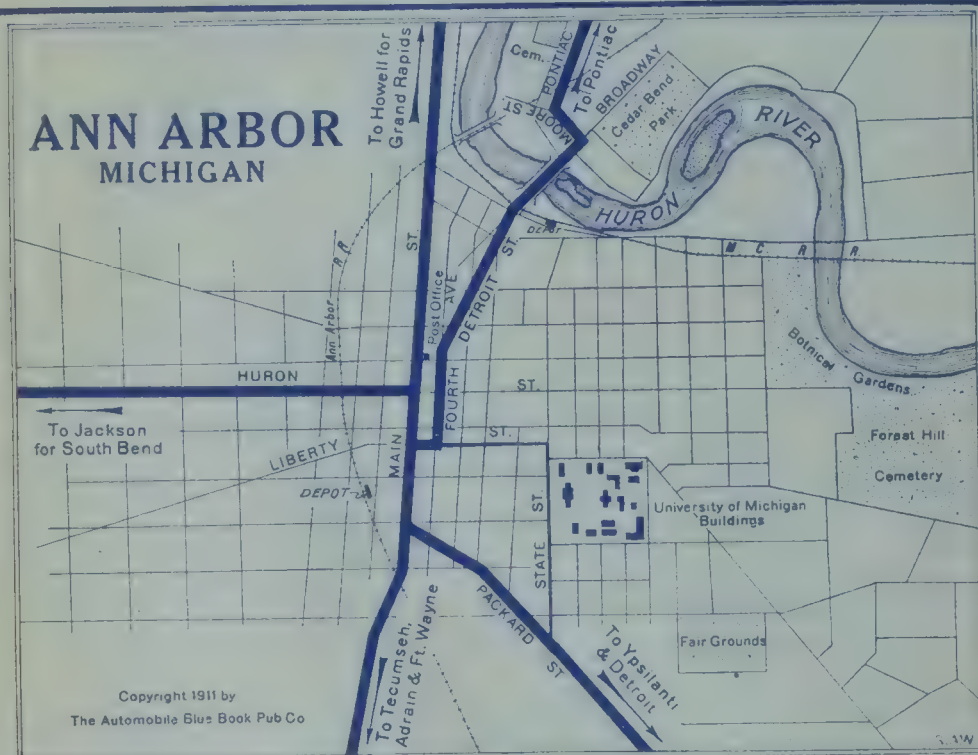 ANN ARBOR
MICHIGAN
To Howell for
Grand Rapids
Cem.
PONTIAC
To Pontiac
MOORE ST.
BROADWAY
Cedar Bend
Park
HURON
RIVER
DEPOT
M. C. R. R.
Ann Arbor R R
ST.
Post Office
AVE
DETROIT ST.
Botnical Gardens
HURON
ST.
To Jackson
for South Bend
LIBERTY
MAIN
FOURTH
ST.
Forest Hill
Cemetery
DEPOT
STATE ST.
University of Michigan
Buildings
PACKARD ST
Fair Grounds
To Ypsilanti
& Detroit
To Tecumseh,
Adrain & Ft. Wayne
Copyright 1911 by
The Automobile Blue Book Pub Co